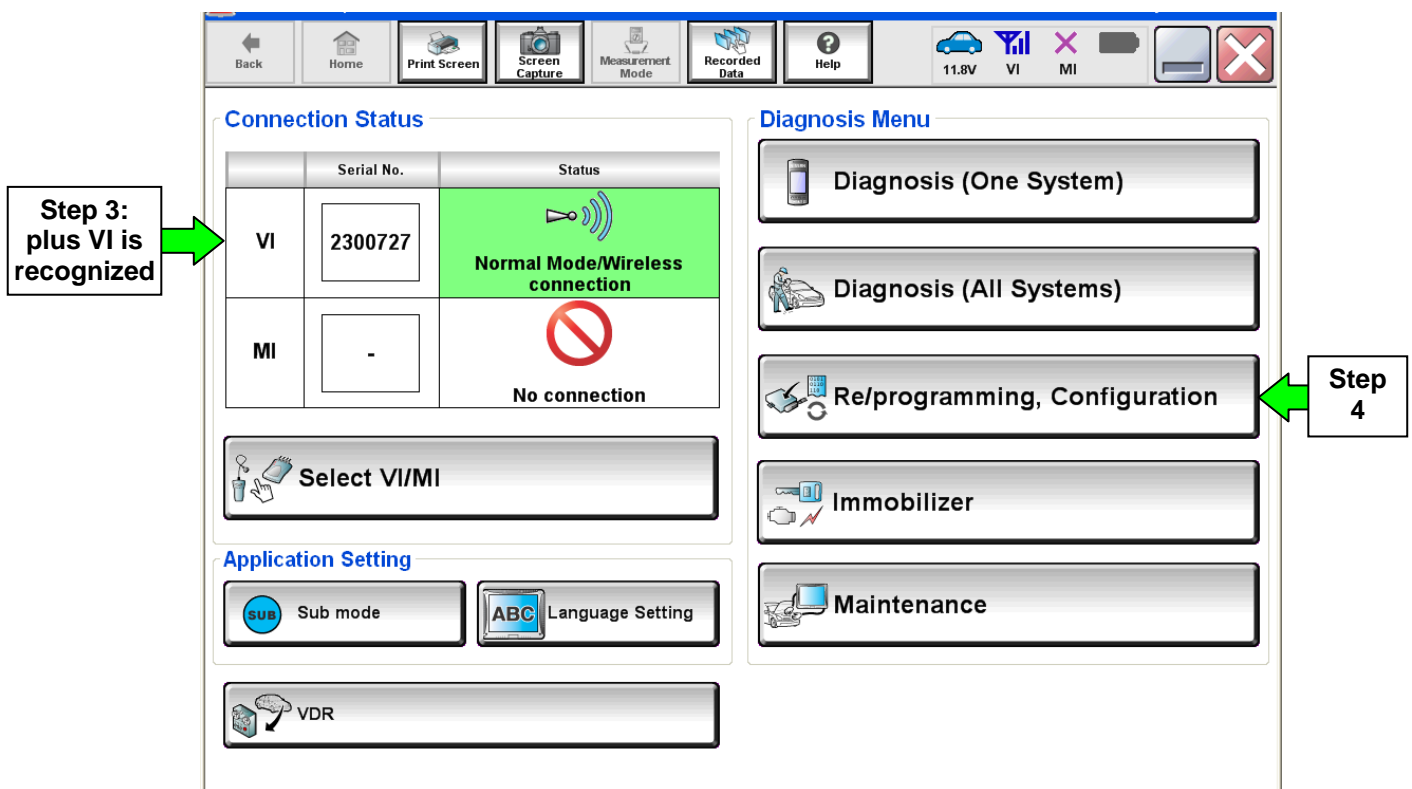 Back
Home
Print Screen
Screen
Capture
Measurement
Mode
Recorded
Data
Help
11.8V
VI
MI
Connection Status
Serial No.
Status
VI
2300727
Normal Mode/Wireless
connection
MI
-
No connection
Select VI/MI
Application Setting
SUB
Sub mode
ABC
Language Setting
VDR
Diagnosis Menu
Diagnosis (One System)
Diagnosis (All Systems)
Re/programming, Configuration
Immobilizer
Maintenance
Step 3:
plus VI is
recognized
Step
4